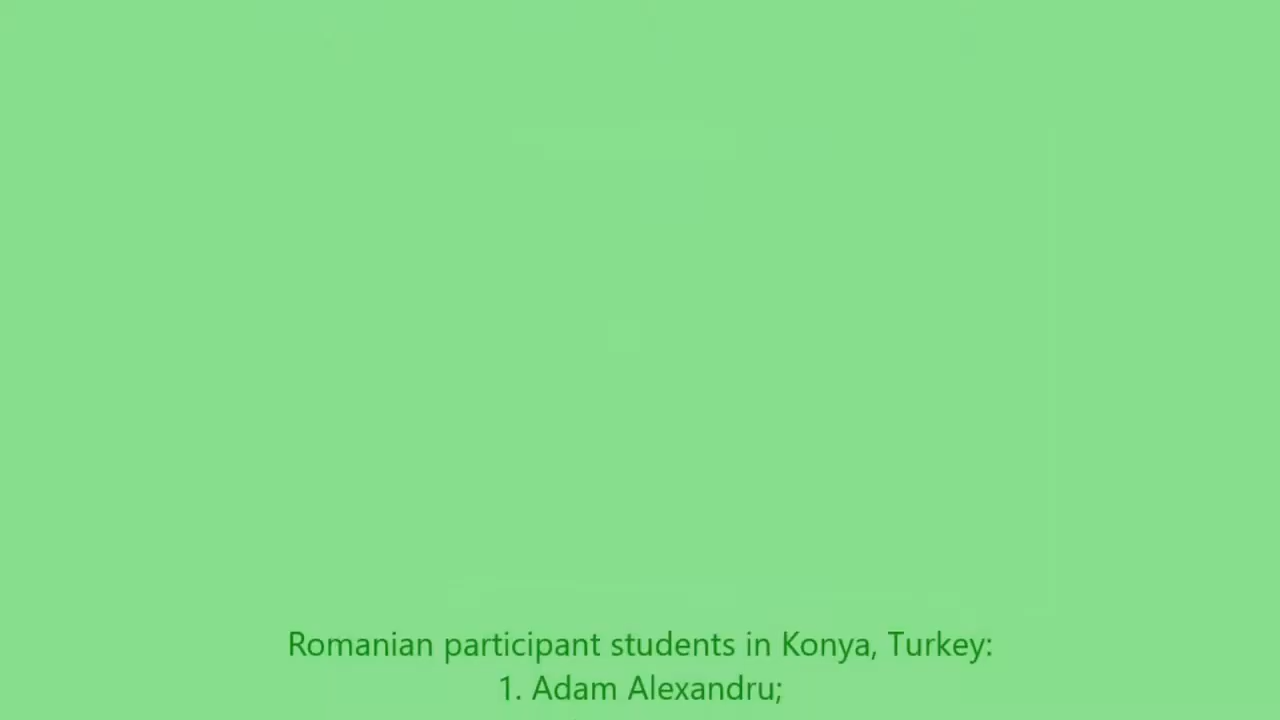 Romanian participant students in Konya, Turkey:
1. Adam Alexandru;